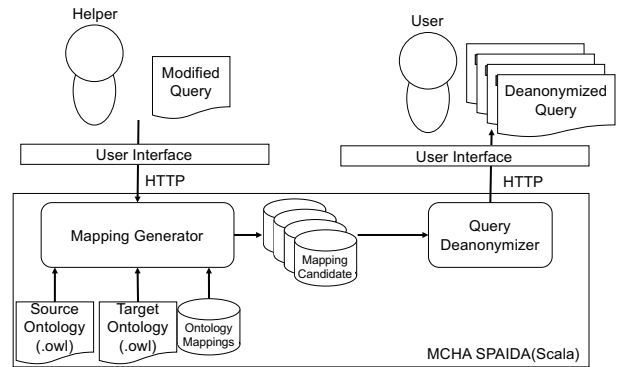 Helper
User
Modified
Query
Deanonymized
Query
User Interface
User Interface
HTTP
HTTP
Mapping Generator
Mapping
Candidate
Query
Deanonymizer
Source
Ontology
(.owl)
Target
Ontology
(.owl)
Ontology
Mappings
MCHA SPAIDA(Scala)